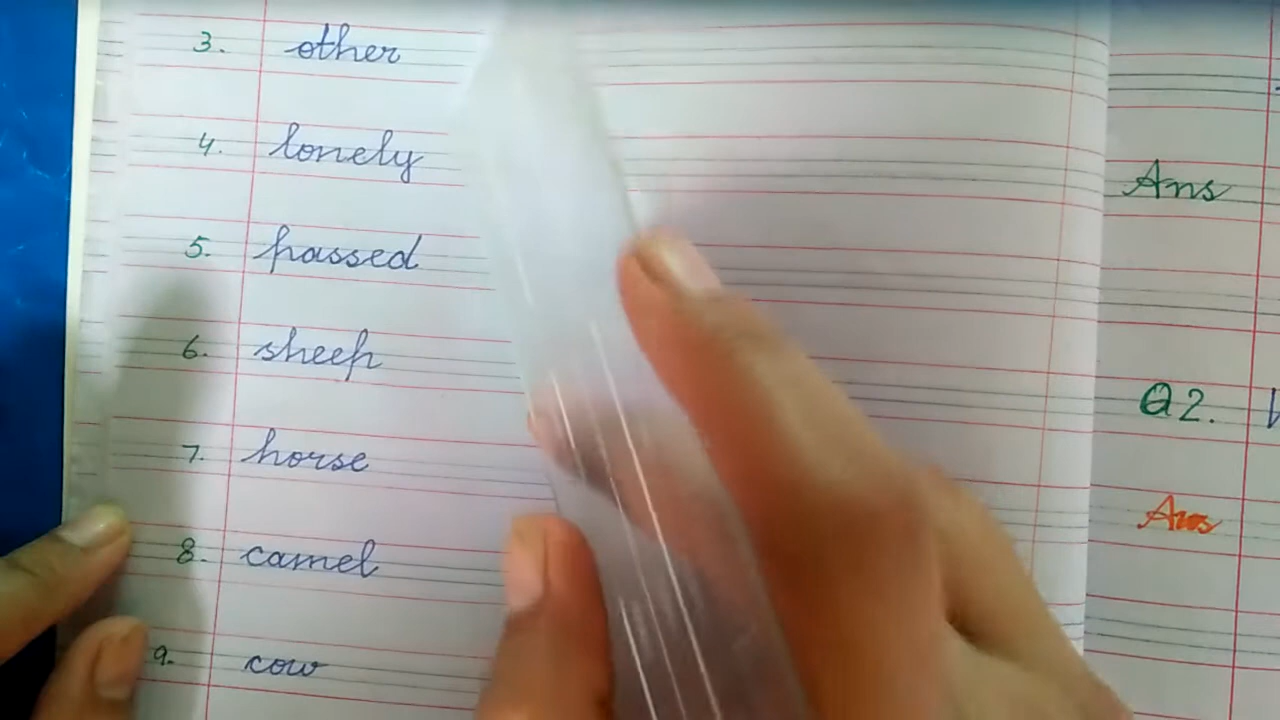 3. other
4. lonely
5. passed
6. sheep
7. horse
8. camel
9. cow
Ans
Q2.
Ans